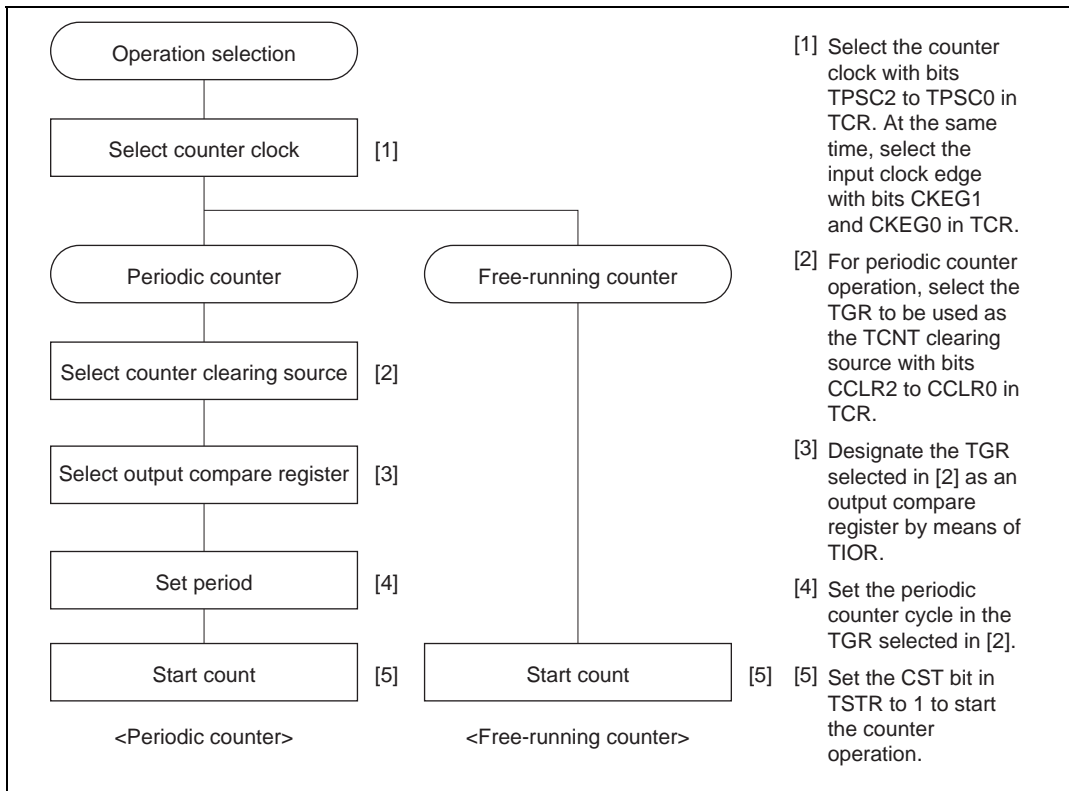 Operation selection
Select counter clock [1]
Periodic counter
Free-running counter
Select counter clearing source [2]
Select output compare register [3]
Set period [4]
Start count [5]
Start count [5]
<Periodic counter>
<Free-running counter>
[1] Select the counter
clock with bits
TPSC2 to TPSC0 in
TCR. At the same
time, select the
input clock edge
with bits CKEG1
and CKEG0 in TCR.
[2] For periodic counter
operation, select the
TGR to be used as
the TCNT clearing
source with bits
CCLR2 to CCLR0 in
TCR.
[3] Designate the TGR
selected in [2] as an
output compare
register by means of
TIOR.
[4] Set the periodic
counter cycle in the
TGR selected in [2].
[5] Set the CST bit in
TSTR to 1 to start
the counter
operation.